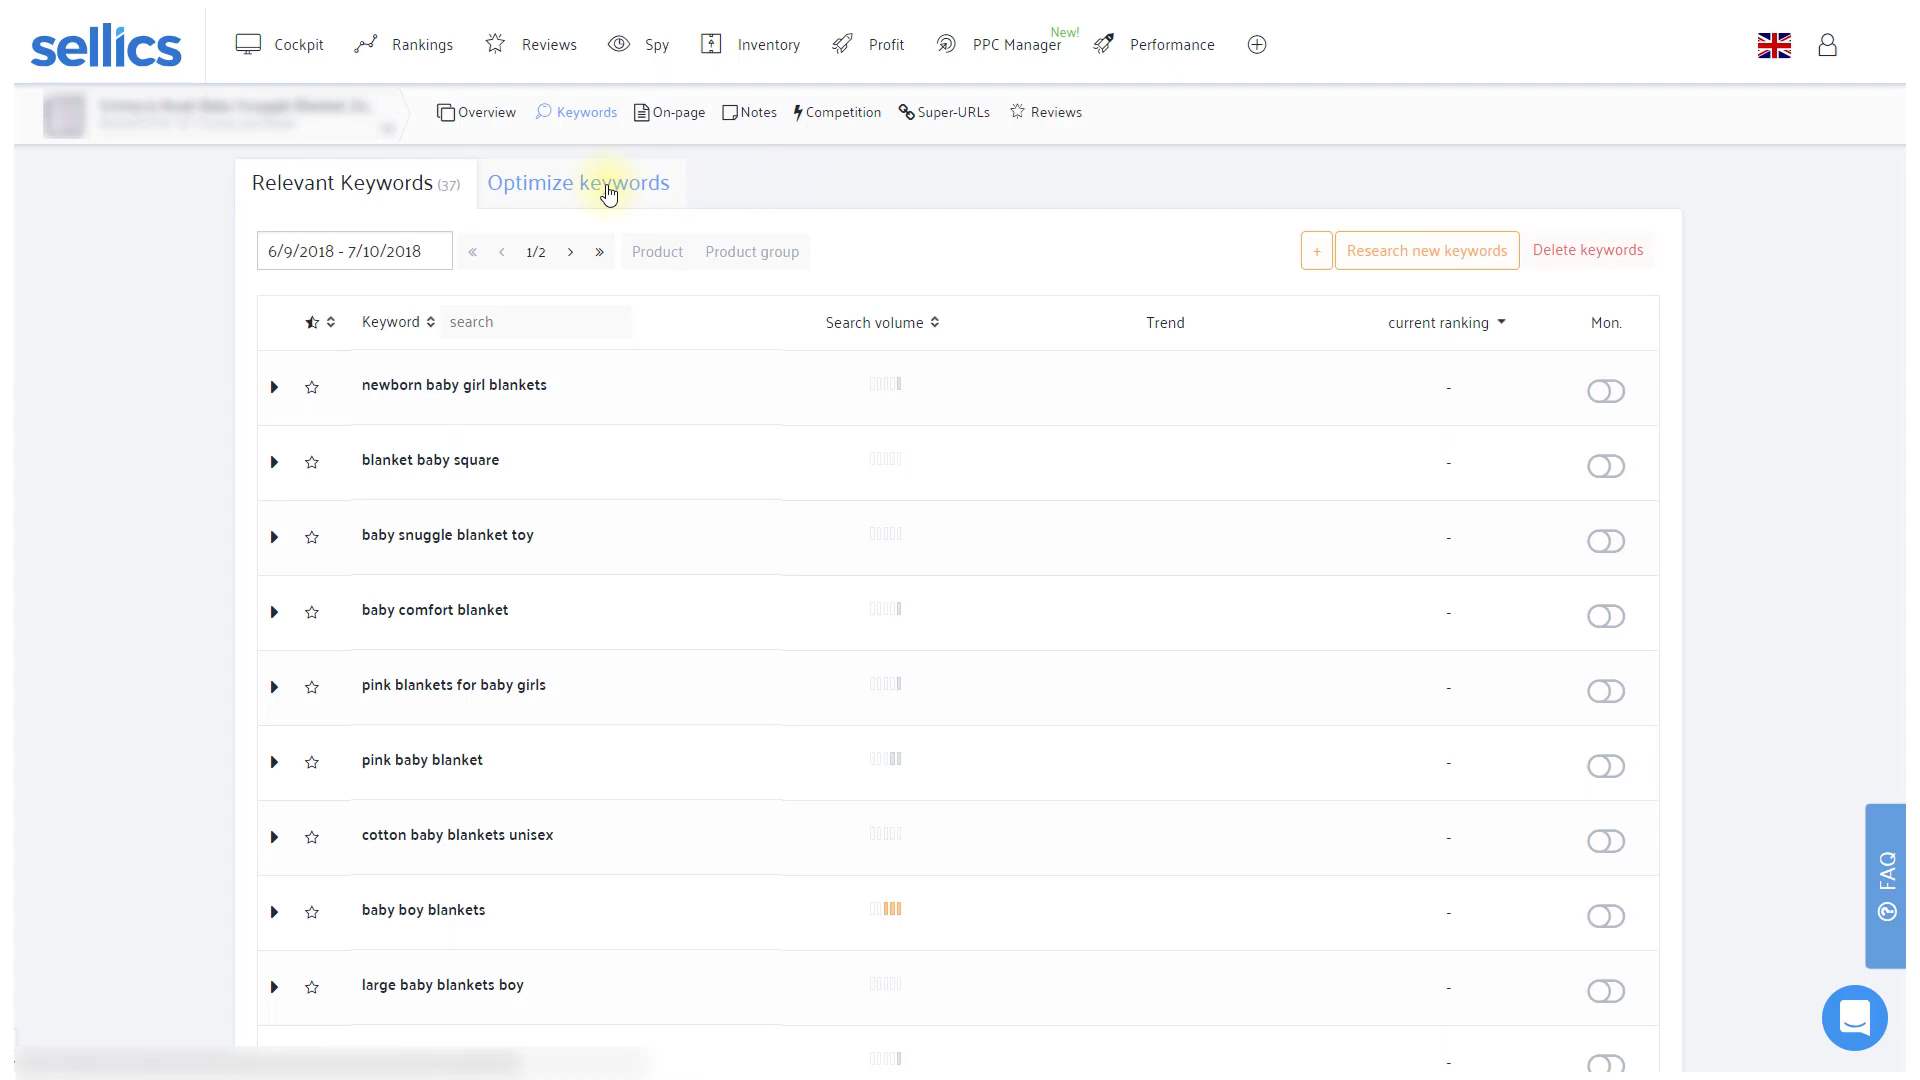 sellics
Cockpit Rankings Reviews Spy Inventory Profit PPC Manager New! Performance
Overview Keywords On-page Notes Competition Super-URLs Reviews
Relevant Keywords (37) Optimize keywords
6/9/2018 - 7/10/2018 « ‹ 1/2 › » Product Product group + Research new keywords Delete keywords
Keyword search Search volume Trend current ranking Mon.
newborn baby girl blankets -
blanket baby square -
baby snuggle blanket toy -
baby comfort blanket -
pink blankets for baby girls -
pink baby blanket -
cotton baby blankets unisex -
baby boy blankets -
large baby blankets boy -
-
FAQ